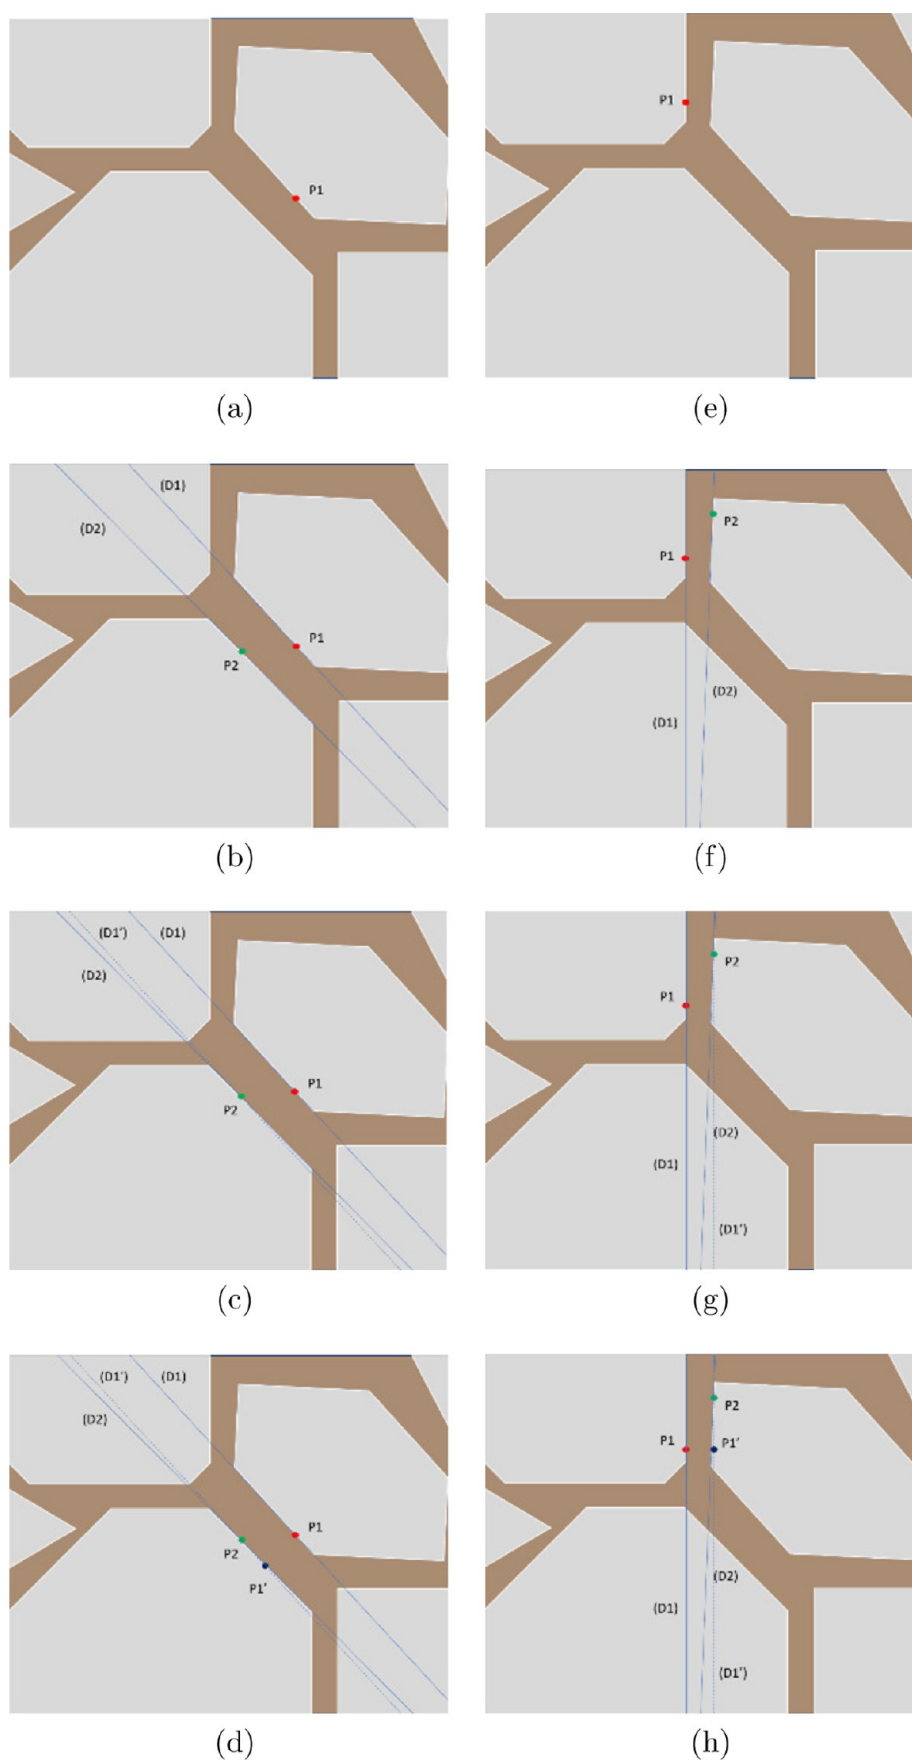 P1
(a)
P1
(e)
(D1)
(D2)
P1
P2
(b)
P2
P1
(D2)
(D1)
(f)
(D1')
(D1)
(D2)
P1
P2
(c)
P2
P1
(D2)
(D1)
(D1')
(g)
(D1')
(D1)
(D2)
P1
P2
P1'
(d)
P2
P1
P1'
(D2)
(D1)
(D1')
(h)